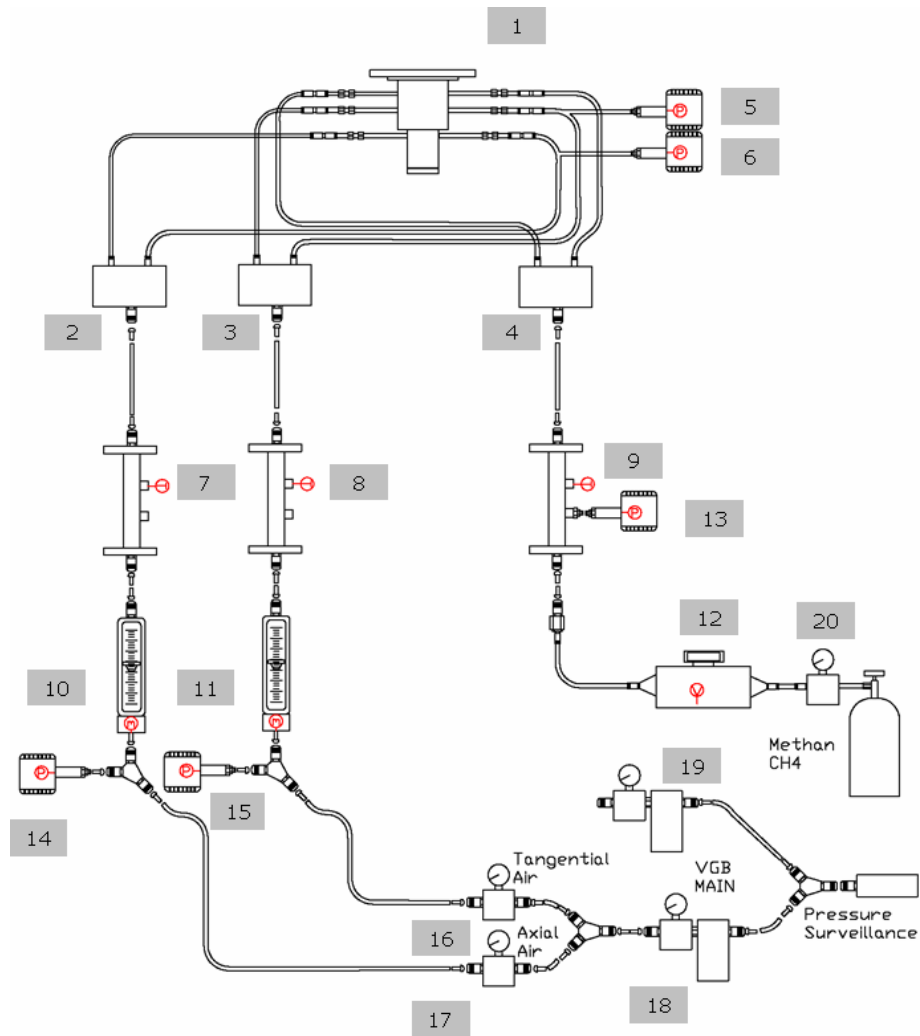 1
5
6
2
3
4
7
8
9
13
12
20
10
11
P
P
T
T
T
P
V
M
M
P
P
Methan
CH4
19
14
15
Tangential
Air
VGB
MAIN
Pressure
Surveillance
16
Axial
Air
17
18